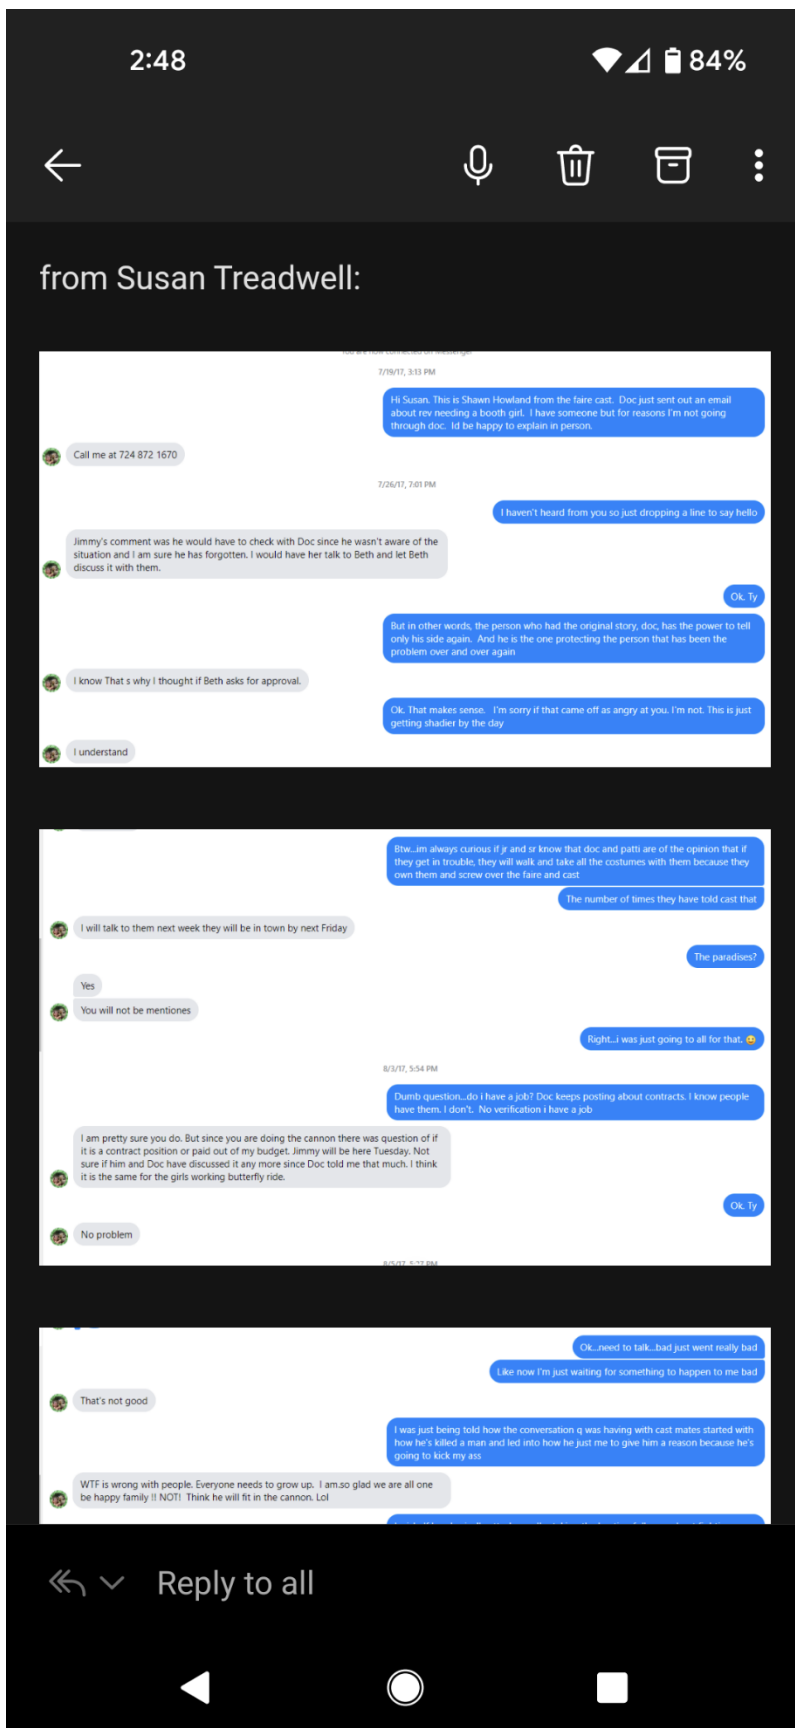 2:48
84%
from Susan Treadwell:
You are now connected on Messenger
7/19/17, 3:13 PM
Hi Susan. This is Shawn Howland from the faire cast.  Doc just sent out an email
about rev needing a booth girl.  I have someone but for reasons I'm not going
through doc.  Id be happy to explain in person.
Call me at 724 872 1670
7/26/17, 7:01 PM
I haven't heard from you so just dropping a line to say hello
Jimmy's comment was he would have to check with Doc since he wasn't aware of the
situation and I am sure he has forgotten. I would have her talk to Beth and let Beth
discuss it with them.
Ok. Ty
But in other words, the person who had the original story, doc, has the power to tell
only his side again.  And he is the one protecting the person that has been the
problem over and over again
I know That s why I thought if Beth asks for approval.
Ok. That makes sense.   I'm sorry if that came off as angry at you. I'm not. This is just
getting shadier by the day
I understand
Btw...im always curious if jr and sr know that doc and patti are of the opinion that if
they get in trouble, they will walk and take all the costumes with them because they
own them and screw over the faire and cast
The number of times they have told cast that
I will talk to them next week they will be in town by next Friday
The paradises?
Yes
You will not be mentiones
Right...i was just going to all for that. 😆
8/3/17, 5:54 PM
Dumb question...do i have a job? Doc keeps posting about contracts. I know people
have them. I don't.  No verification i have a job
I am pretty sure you do. But since you are doing the cannon there was question of if
it is a contract position or paid out of my budget. Jimmy will be here Tuesday. Not
sure if him and Doc have discussed it any more since Doc told me that much. I think
it is the same for the girls working butterfly ride.
Ok. Ty
No problem
8/5/17, 5:27 PM
Ok...need to talk...bad just went really bad
Like now I'm just waiting for something to happen to me bad
That's not good
I was just being told how the conversation q was having with cast mates started with
how he's killed a man and led into how he just me to give him a reason because he's
going to kick my ass
WTF is wrong with people. Everyone needs to grow up.  I am.so glad we are all one
be happy family !! NOT!  Think he will fit in the cannon. Lol
Reply to all